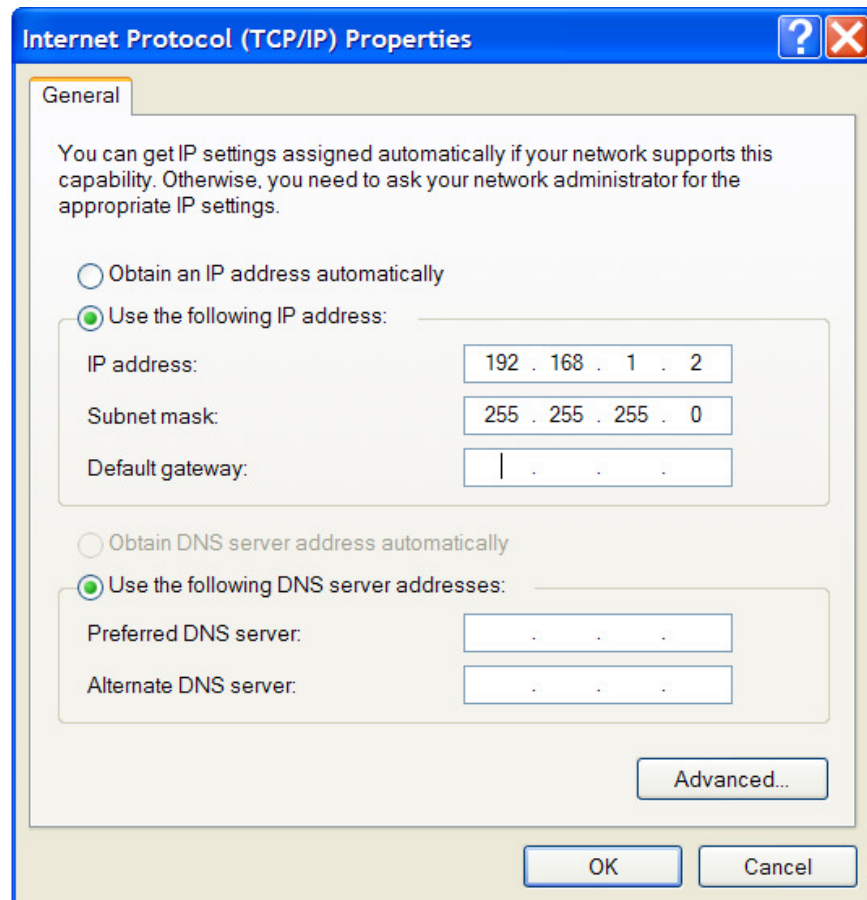 Internet Protocol (TCP/IP) Properties
General
You can get IP settings assigned automatically if your network supports this
capability. Otherwise, you need to ask your network administrator for the
appropriate IP settings.
Obtain an IP address automatically
Use the following IP address:
IP address: 192 . 168 . 1 . 2
Subnet mask: 255 . 255 . 255 . 0
Default gateway: . . .
Obtain DNS server address automatically
Use the following DNS server addresses:
Preferred DNS server: . . .
Alternate DNS server: . . .
Advanced...
OK Cancel